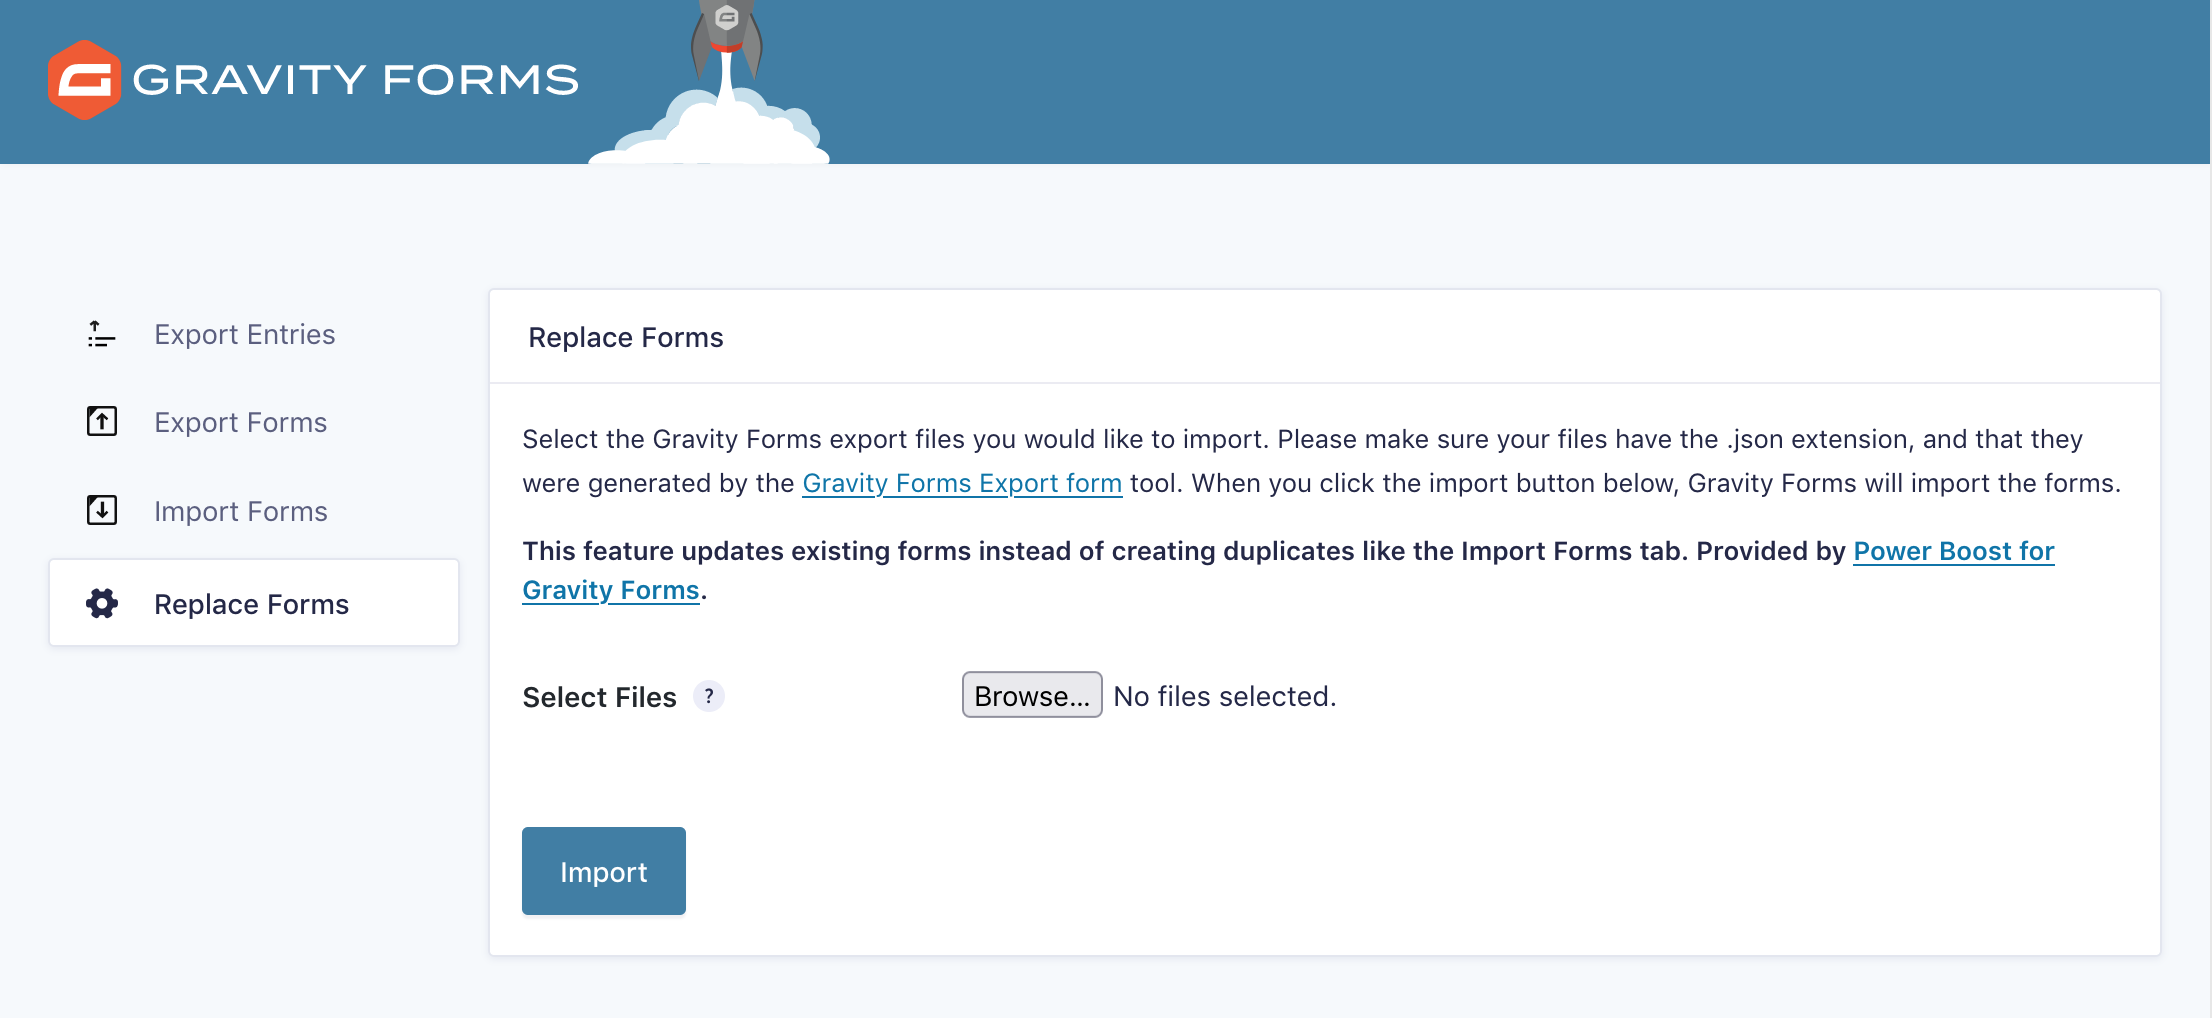 GRAVITY FORMS
Export Entries
Export Forms
Import Forms
Replace Forms
Replace Forms
Select the Gravity Forms export files you would like to import. Please make sure your files have the .json extension, and that they
were generated by the Gravity Forms Export form tool. When you click the import button below, Gravity Forms will import the forms.
This feature updates existing forms instead of creating duplicates like the Import Forms tab. Provided by Power Boost for
Gravity Forms.
Select Files ?
Browse... No files selected.
Import